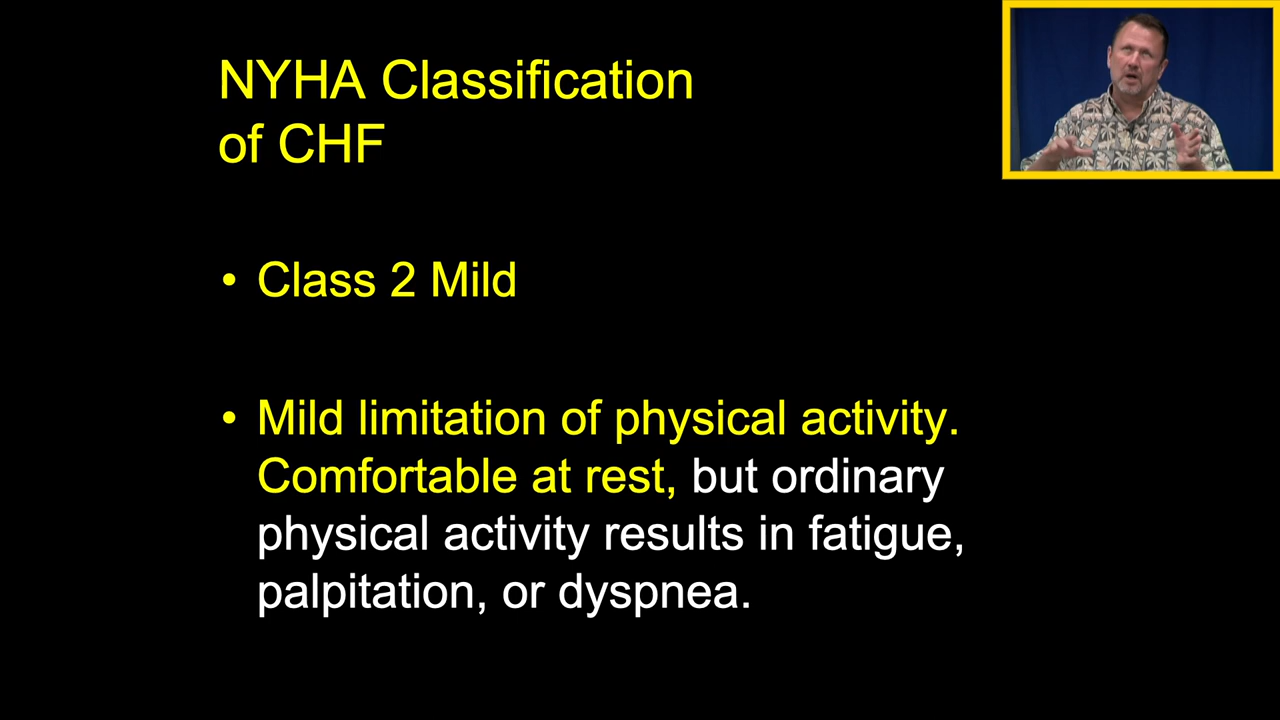 NYHA Classification
of CHF
• Class 2 Mild
• Mild limitation of physical activity.
Comfortable at rest, but ordinary
physical activity results in fatigue,
palpitation, or dyspnea.